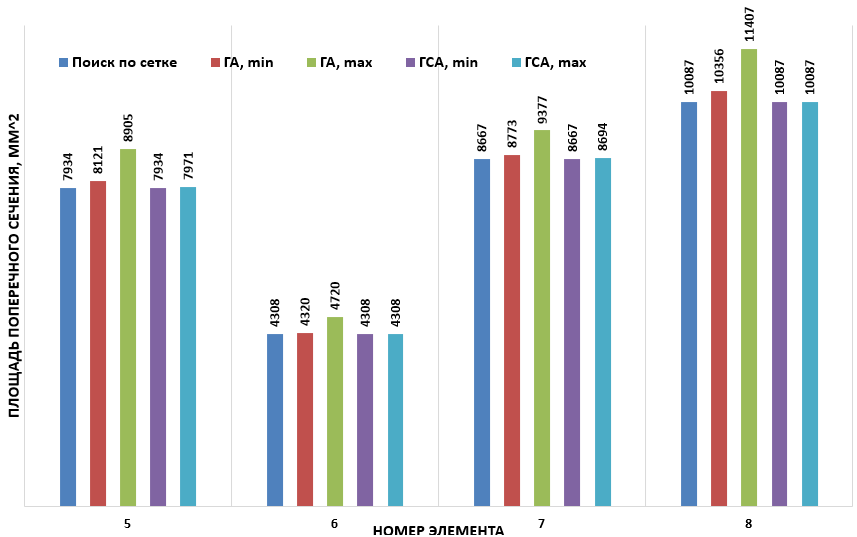 Поиск по сетке ГА, min ГА, max ГСА, min ГСА, max
ПЛОЩАДЬ ПОПЕРЕЧНОГО СЕЧЕНИЯ, ММ^2
7934 8121 8905 7934 7971
4308 4320 4720 4308 4308
8667 8773 9377 8667 8694
10087 10356 11407 10087 10087
5 6 7 8
НОМЕР ЭЛЕМЕНТА